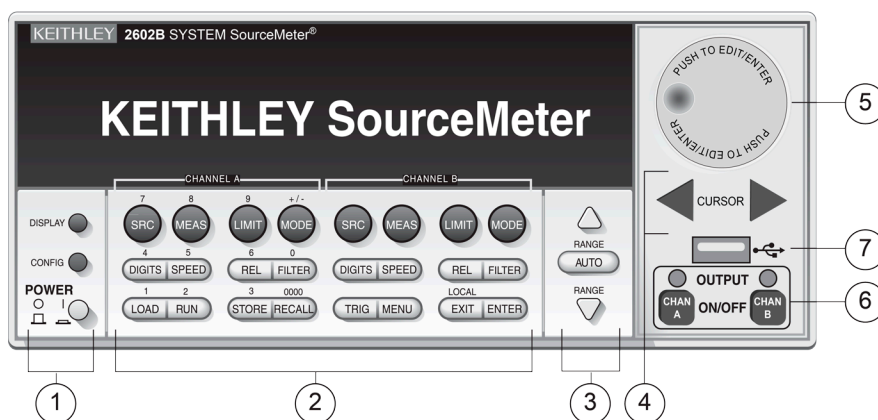 KEITHLEY 2602B SYSTEM SourceMeter®
KEITHLEY SourceMeter
PUSH TO EDIT/ENTER
PUSH TO EDIT/ENTER
5
CHANNEL A
CHANNEL B
7 8 9 +/-
DISPLAY
SRC MEAS LIMIT MODE
SRC MEAS LIMIT MODE
CURSOR
4 5 6 0
RANGE
CONFIG
DIGITS SPEED REL FILTER
DIGITS SPEED REL FILTER
AUTO
7
POWER
1 2 3 0000
LOCAL
RANGE
OUTPUT
LOAD RUN STORE RECALL
TRIG MENU EXIT ENTER
CHAN A
ON/OFF
CHAN B
6
1
2
3
4